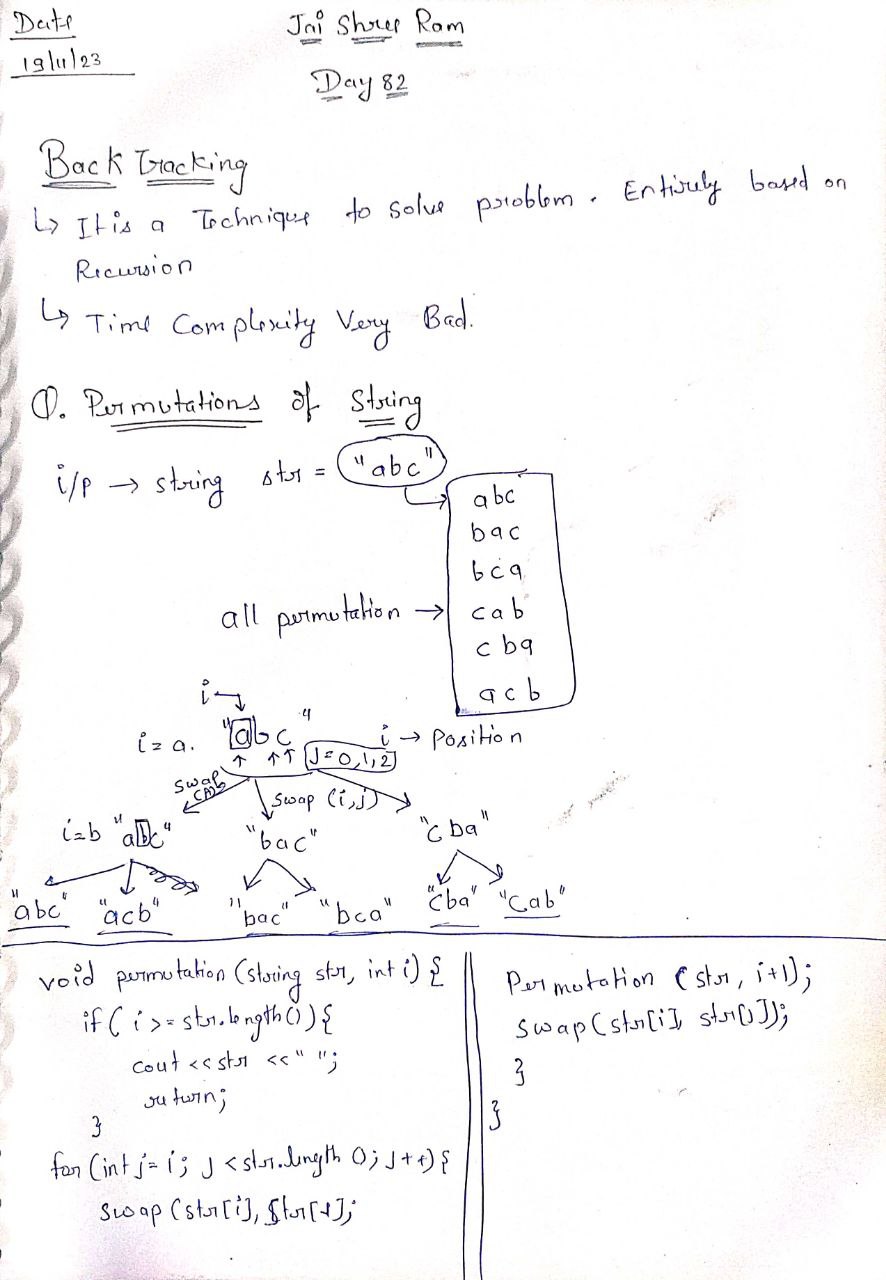 Date
19/11/23
Jai Shree Ram
Day 82
Back Tracking
↳ It is a Technique to solve problem. Entirely based on
Recursion
↳ Time Complexity Very Bad.
Q. Permutations of String
i/p → string str = "abc"
abc
bac
bca
all permutation → cab
cba
acb
i
i = a. "abc" i → Position
J = 0,1,2
swap
swap (i,j)
i=b "abc" "bac" "cba"
"abc" "acb" "bac" "bca" "cba" "cab"
void permutation (string str, int i) {
if ( i >= str.length()) {
cout << str << " ";
return;
}
for (int j = i; J < str.length (); J++) {
swap (str[i], str[J];
Permutation (str, i+1);
swap (str[i], str[J]);
}
}